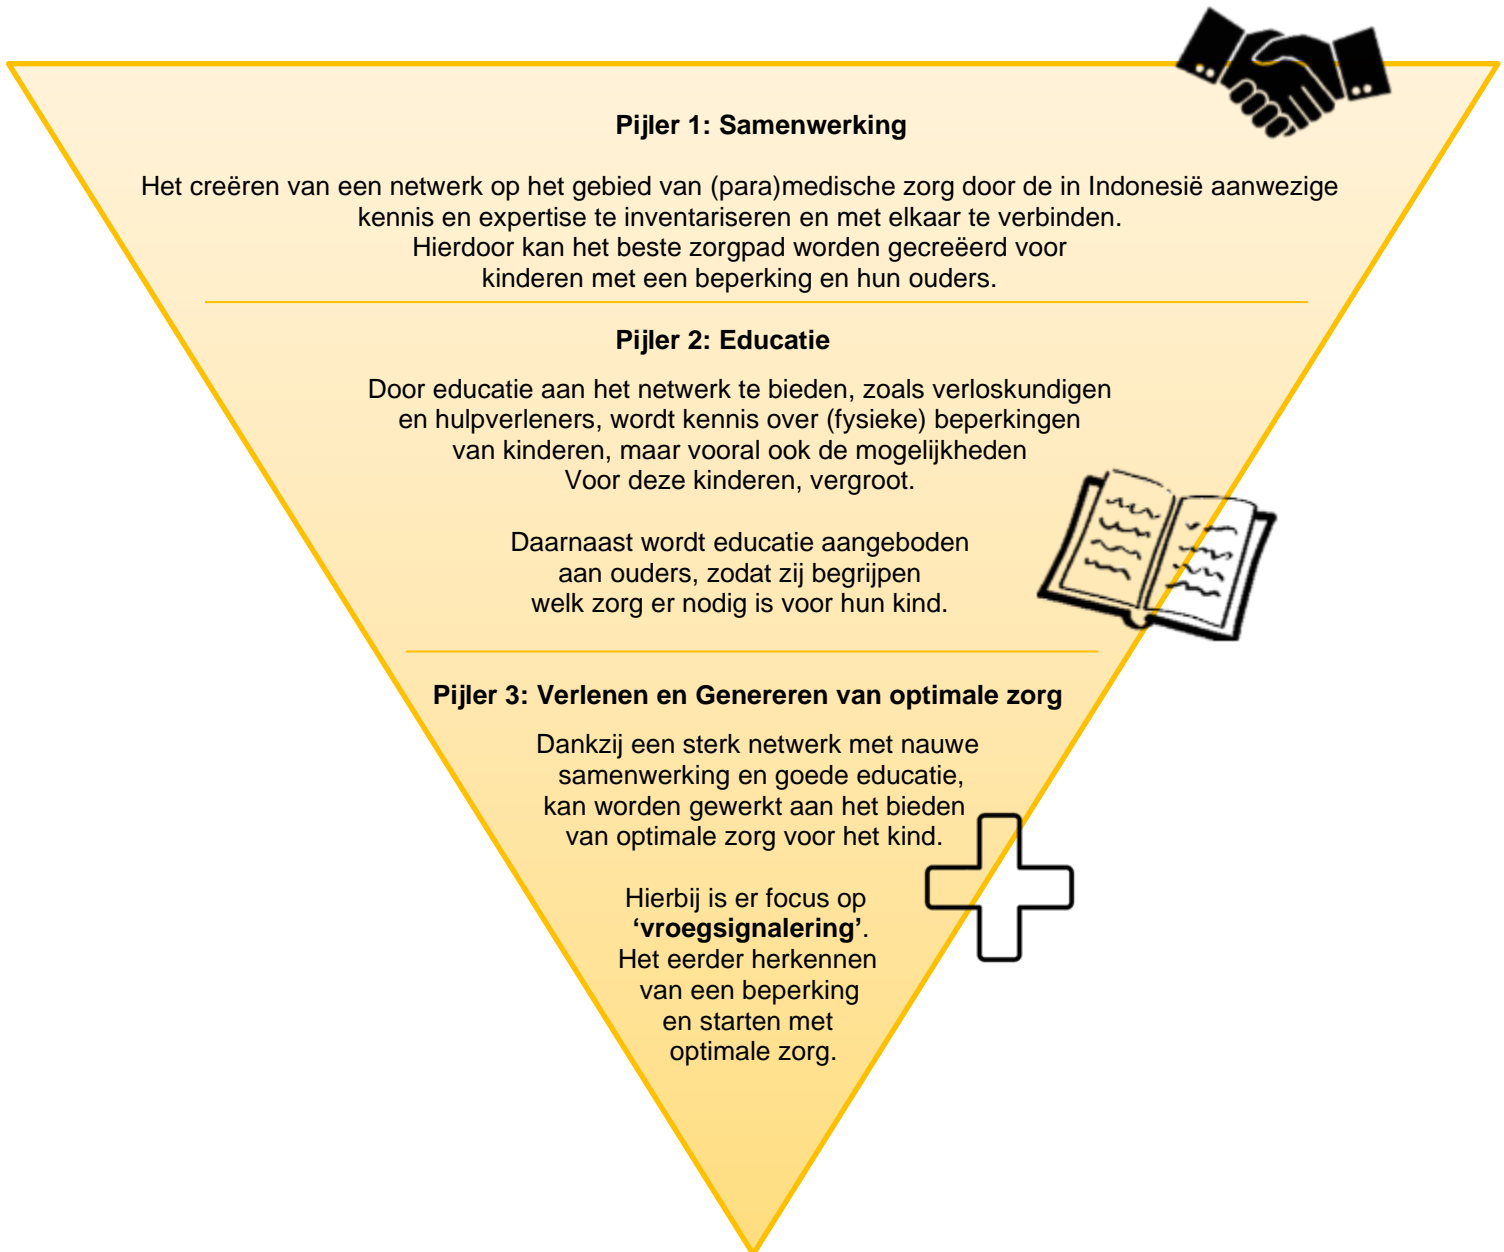 Pijler 1: Samenwerking
Het creëren van een netwerk op het gebied van (para)medische zorg door de in Indonesië aanwezige
kennis en expertise te inventariseren en met elkaar te verbinden.
Hierdoor kan het beste zorgpad worden gecreëerd voor
kinderen met een beperking en hun ouders.
Pijler 2: Educatie
Door educatie aan het netwerk te bieden, zoals verloskundigen
en hulpverleners, wordt kennis over (fysieke) beperkingen
van kinderen, maar vooral ook de mogelijkheden
Voor deze kinderen, vergroot.
Daarnaast wordt educatie aangeboden
aan ouders, zodat zij begrijpen
welk zorg er nodig is voor hun kind.
Pijler 3: Verlenen en Genereren van optimale zorg
Dankzij een sterk netwerk met nauwe
samenwerking en goede educatie,
kan worden gewerkt aan het bieden
van optimale zorg voor het kind.
Hierbij is er focus op
‘vroegsignalering’.
Het eerder herkennen
van een beperking
en starten met
optimale zorg.